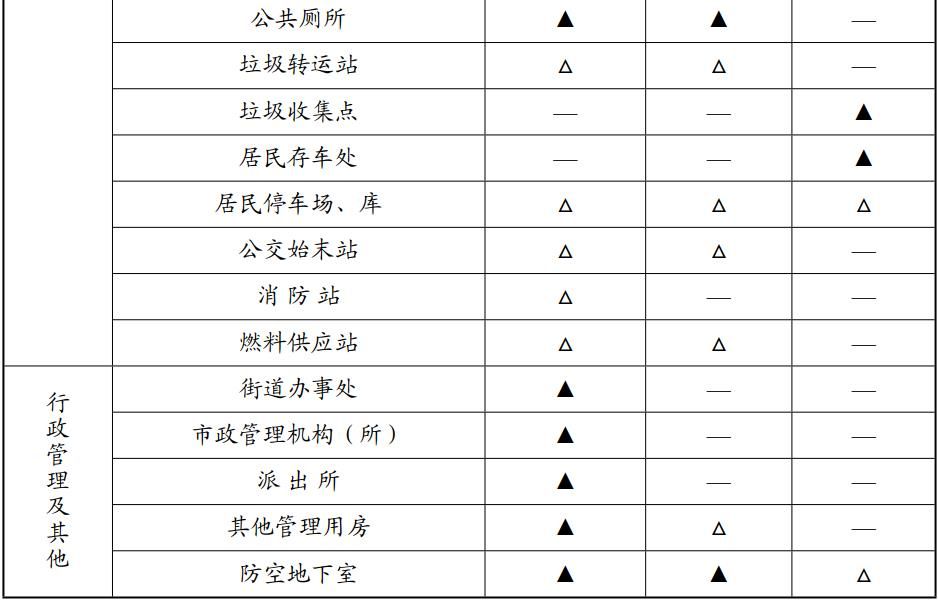 公共厕所 ▲ ▲ —
垃圾转运站 △ △ —
垃圾收集点 — — ▲
居民存车处 — — ▲
居民停车场、库 △ △ △
公交始末站 △ △ —
消防站 △ — —
燃料供应站 △ △ —
行政管理及其他
街道办事处 ▲ — —
市政管理机构（所） ▲ — —
派出所 ▲ — —
其他管理用房 ▲ △ —
防空地下室 ▲ ▲ △